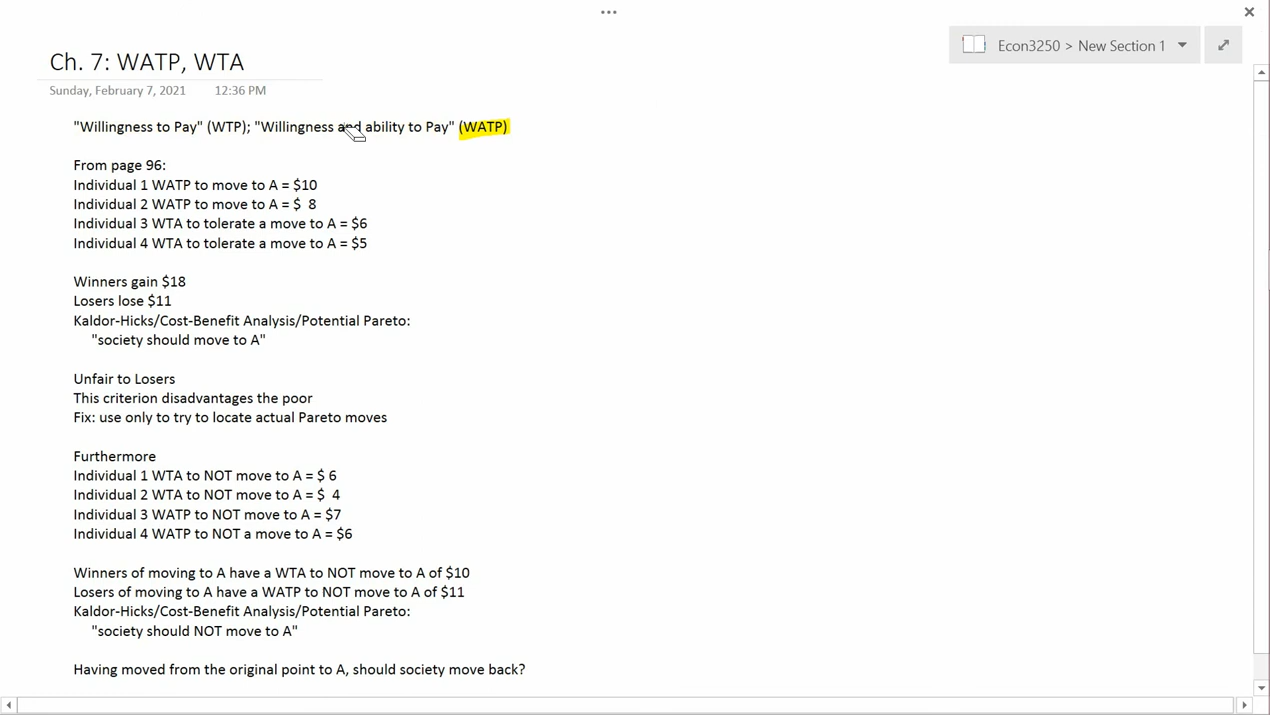 Econ3250 > New Section 1
Ch. 7: WATP, WTA
Sunday, February 7, 2021 12:36 PM
"Willingness to Pay" (WTP); "Willingness and ability to Pay" (WATP)
From page 96:
Individual 1 WATP to move to A = $10
Individual 2 WATP to move to A = $ 8
Individual 3 WTA to tolerate a move to A = $6
Individual 4 WTA to tolerate a move to A = $5
Winners gain $18
Losers lose $11
Kaldor-Hicks/Cost-Benefit Analysis/Potential Pareto:
"society should move to A"
Unfair to Losers
This criterion disadvantages the poor
Fix: use only to try to locate actual Pareto moves
Furthermore
Individual 1 WTA to NOT move to A = $ 6
Individual 2 WTA to NOT move to A = $ 4
Individual 3 WATP to NOT move to A = $7
Individual 4 WATP to NOT a move to A = $6
Winners of moving to A have a WTA to NOT move to A of $10
Losers of moving to A have a WATP to NOT move to A of $11
Kaldor-Hicks/Cost-Benefit Analysis/Potential Pareto:
"society should NOT move to A"
Having moved from the original point to A, should society move back?